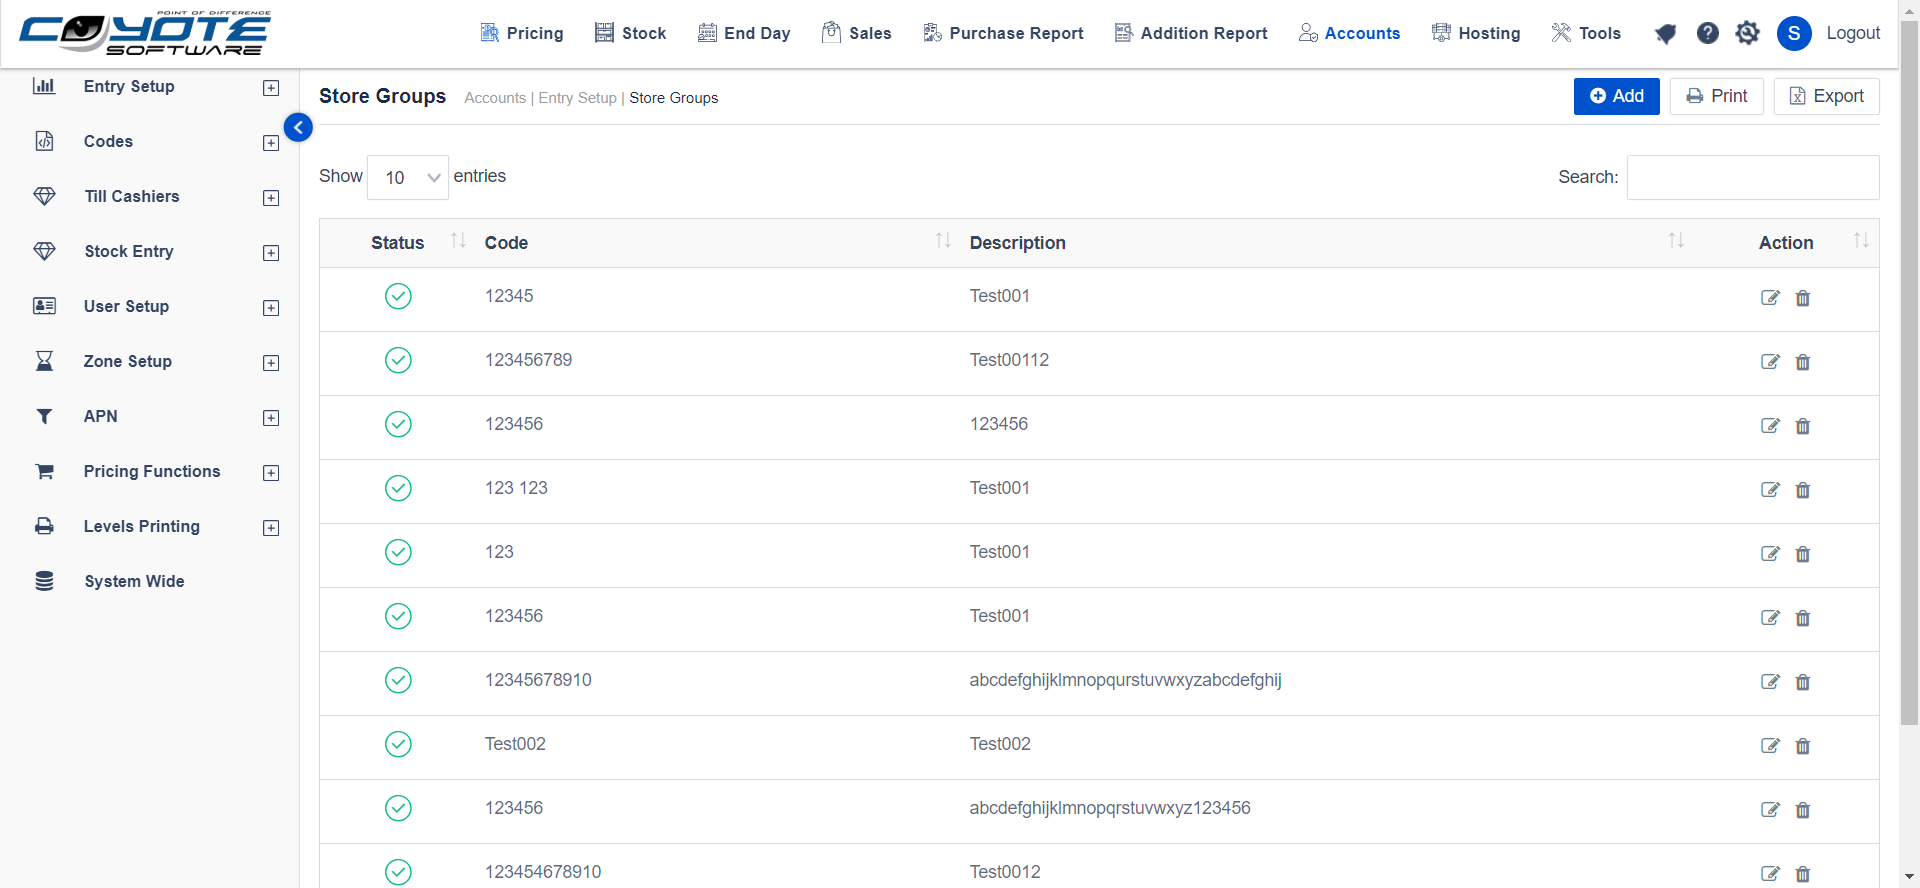 POINT OF DIFFERENCE
COYOTE
SOFTWARE
Pricing
Stock
End Day
Sales
Purchase Report
Addition Report
Accounts
Hosting
Tools
S
Logout
Entry Setup
Codes
Till Cashiers
Stock Entry
User Setup
Zone Setup
APN
Pricing Functions
Levels Printing
System Wide
Store Groups
Accounts | Entry Setup | Store Groups
Add
Print
Export
Show 10 entries
Search:
Status Code Description Action
12345 Test001
123456789 Test00112
123456 123456
123 123 Test001
123 Test001
123456 Test001
12345678910 abcdefghijklmnopqurstuvwxyzabcdefghij
Test002 Test002
123456 abcdefghijklmnopqrstuvwxyz123456
123454678910 Test0012